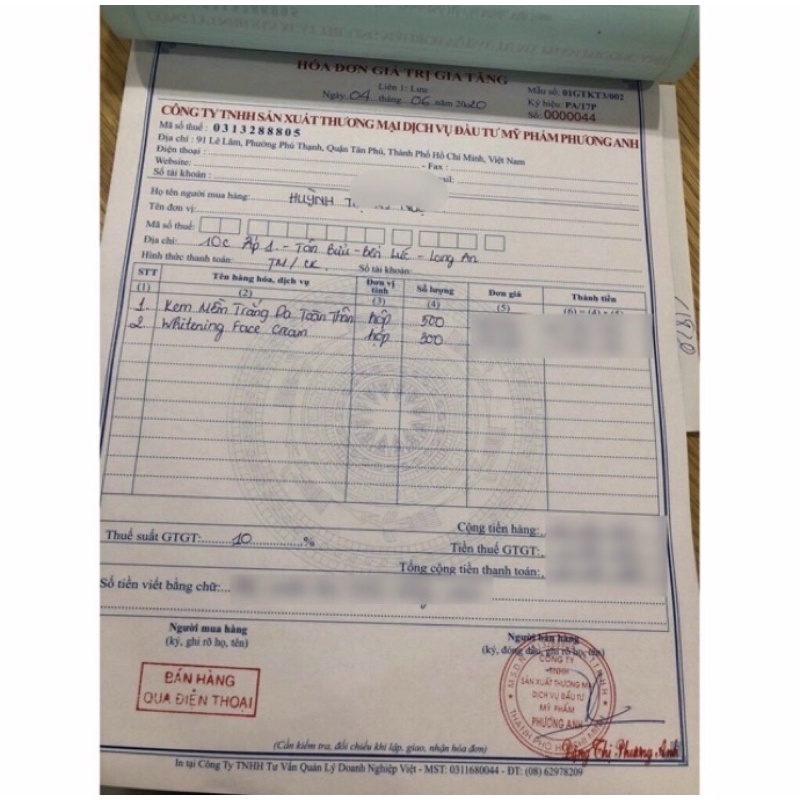 HÓA ĐƠN GIÁ TRỊ GIA TĂNG
Liên 1: Lưu
Ngày 04 tháng 06 năm 2020
Mẫu số: 01GTKT3/002
Ký hiệu: PA/17P
Số: 0000044
CÔNG TY TNHH SẢN XUẤT THƯƠNG MẠI DỊCH VỤ ĐẦU TƯ MỸ PHẨM PHƯƠNG ANH
Mã số thuế : 0313288805
Địa chỉ : 91 Lê Lâm, Phường Phú Thạnh, Quận Tân Phú, Thành Phố Hồ Chí Minh, Việt Nam
Điện thoại : - Fax :
Website:
Số tài khoản :
Họ tên người mua hàng: HUỲNH
Tên đơn vị:
Mã số thuế:
Địa chỉ: 10c Ấp 1 - Tân Bửu - Bến Lức - Long An
Hình thức thanh toán: TM/CK Số tài khoản:
STT Tên hàng hóa, dịch vụ Đơn vị tính Số lượng Đơn giá Thành tiền
(1) (2) (3) (4) (5) (6) = (4) × (5)
1. Kem Mền Trắng Da Toàn Thân hộp 500
2. Whitening Face Cream hộp 300
Cộng tiền hàng:
Thuế suất GTGT: 10 % Tiền thuế GTGT:
Tổng cộng tiền thanh toán:
Số tiền viết bằng chữ:
Người mua hàng Người bán hàng
(ký, ghi rõ họ, tên) (ký, đóng dấu, ghi rõ họ, tên)
BÁN HÀNG
QUA ĐIỆN THOẠI
CÔNG TY
TNHH
SẢN XUẤT THƯƠNG MẠI
DỊCH VỤ ĐẦU TƯ
MỸ PHẨM
PHƯƠNG ANH
Đặng Thị Phương Anh
(Cần kiểm tra, đối chiếu khi lập, giao, nhận hóa đơn)
In tại Công Ty TNHH Tư Vấn Quản Lý Doanh Nghiệp Việt - MST: 0311680044 - ĐT: (08) 62978209